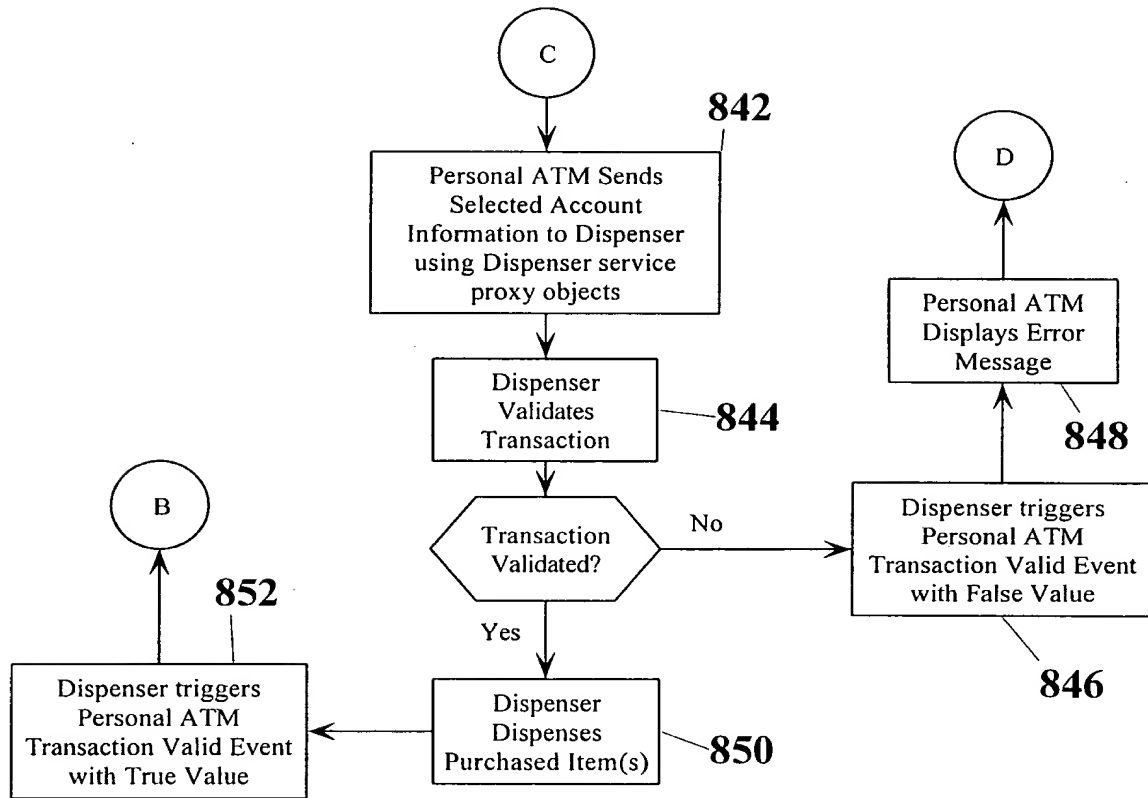 C
842
Personal ATM Sends
Selected Account
Information to Dispenser
using Dispenser service
proxy objects
D
Personal ATM
Displays Error
Message
848
Dispenser
Validates
Transaction
844
B
Transaction
Validated?
No
Yes
Dispenser triggers
Personal ATM
Transaction Valid Event
with False Value
846
852
Dispenser triggers
Personal ATM
Transaction Valid Event
with True Value
Dispenser
Dispenses
Purchased Item(s)
850